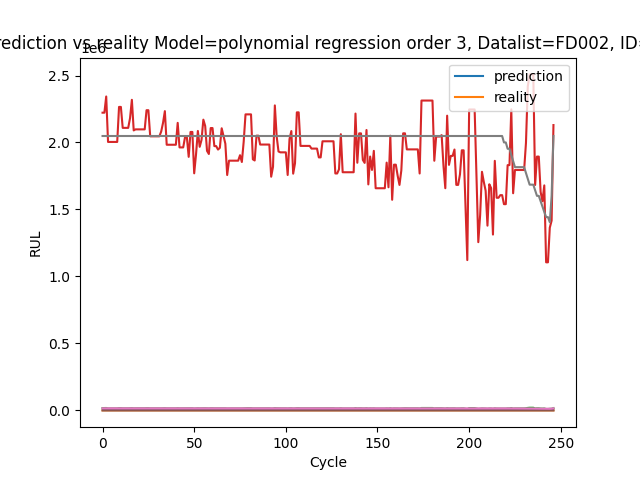 rediction vs reality Model=polynomial regression order 3, Datalist=FD002, ID=
1e6
prediction
reality
2.5
2.0
1.5
1.0
0.5
0.0
RUL
0 50 100 150 200 250
Cycle